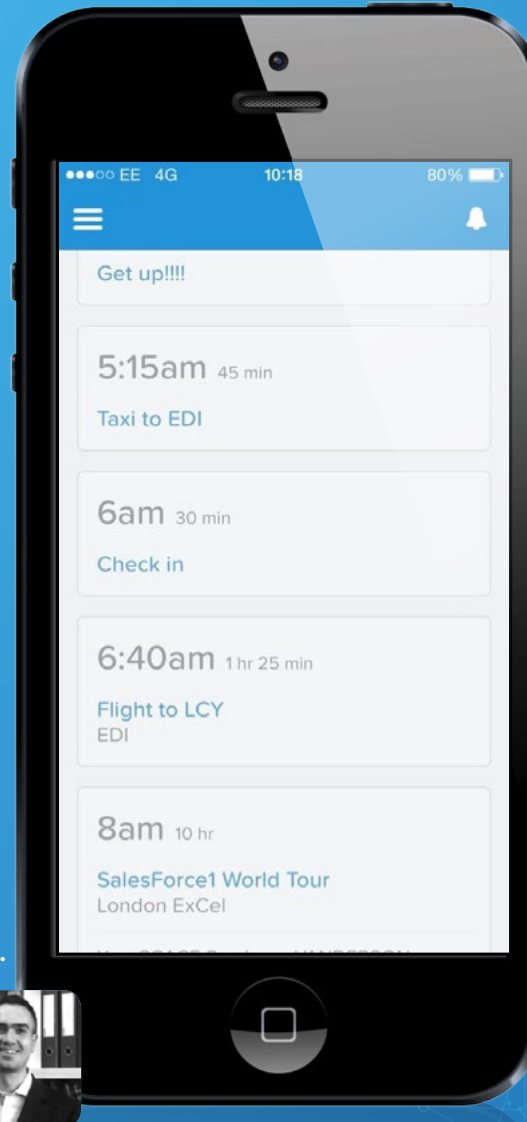 EE 4G 10:18 80%
Get up!!!!
5:15am 45 min
Taxi to EDI
6am 30 min
Check in
6:40am 1 hr 25 min
Flight to LCY
EDI
8am 10 hr
SalesForce1 World Tour
London ExCel